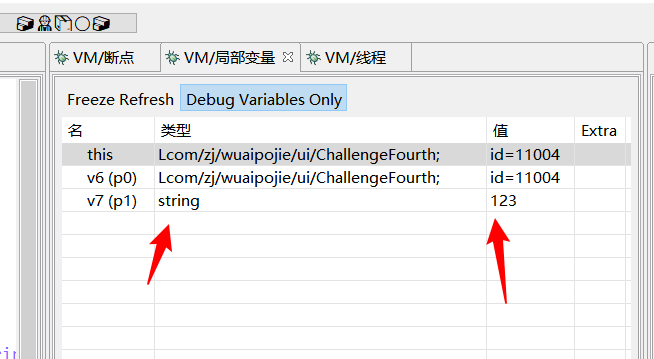 VM/断点 VM/局部变量 VM/线程
Freeze Refresh Debug Variables Only
名 类型 值 Extra
this Lcom/zj/wuaipojie/ui/ChallengeFourth; id=11004
v6 (p0) Lcom/zj/wuaipojie/ui/ChallengeFourth; id=11004
v7 (p1) string 123